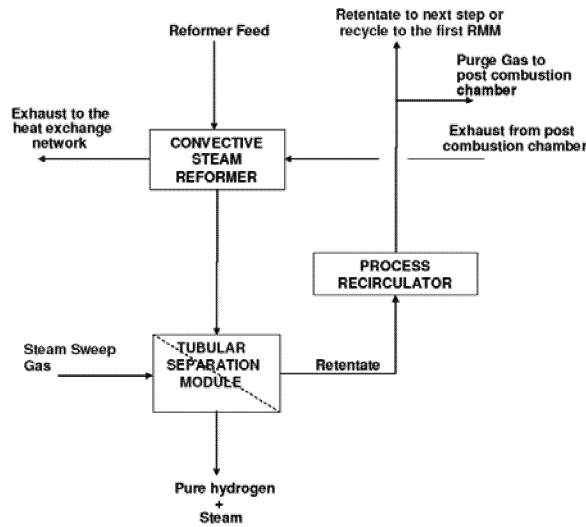 Reformer Feed
Retentate to next step or
recycle to the first RMM
Purge Gas to
post combustion
chamber
Exhaust to the
heat exchange
network
CONVECTIVE
STEAM
REFORMER
Exhaust from post
combustion chamber
PROCESS
RECIRCULATOR
Steam Sweep
Gas
TUBULAR
SEPARATION
MODULE
Retentate
Pure hydrogen
+
Steam